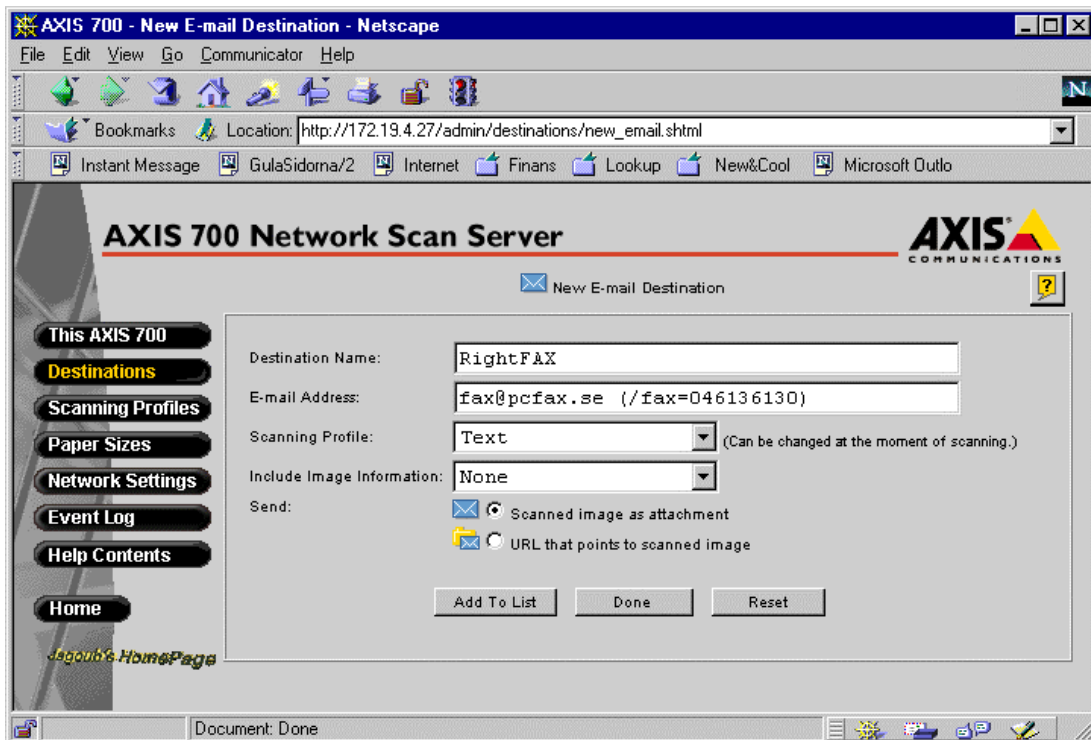 AXIS 700 - New E-mail Destination - Netscape
File Edit View Go Communicator Help
Bookmarks Location: http://172.19.4.27/admin/destinations/new_email.shtml
Instant Message GulaSidorna/2 Internet Finans Lookup New&Cool Microsoft Outlo
AXIS 700 Network Scan Server
AXIS
COMMUNICATIONS
New E-mail Destination
This AXIS 700
Destinations
Scanning Profiles
Paper Sizes
Network Settings
Event Log
Help Contents
Home
HomePage
Destination Name: RightFAX
E-mail Address: fax@pcfax.se (/fax=046136130)
Scanning Profile: Text (Can be changed at the moment of scanning.)
Include Image Information: None
Send: Scanned image as attachment
URL that points to scanned image
Add To List Done Reset
Document: Done